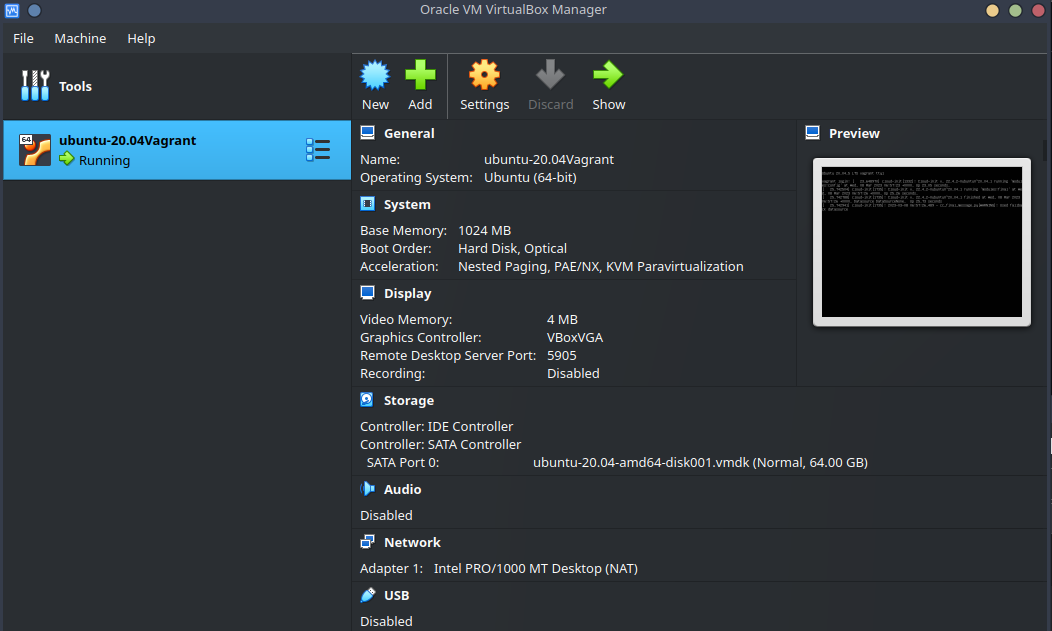 Oracle VM VirtualBox Manager
File Machine Help
Tools
New Add Settings Discard Show
64
ubuntu-20.04Vagrant
Running
General
Name: ubuntu-20.04Vagrant
Operating System: Ubuntu (64-bit)
System
Base Memory: 1024 MB
Boot Order: Hard Disk, Optical
Acceleration: Nested Paging, PAE/NX, KVM Paravirtualization
Display
Video Memory: 4 MB
Graphics Controller: VBoxVGA
Remote Desktop Server Port: 5905
Recording: Disabled
Storage
Controller: IDE Controller
Controller: SATA Controller
SATA Port 0: ubuntu-20.04-amd64-disk001.vmdk (Normal, 64.00 GB)
Audio
Disabled
Network
Adapter 1: Intel PRO/1000 MT Desktop (NAT)
USB
Disabled
Preview